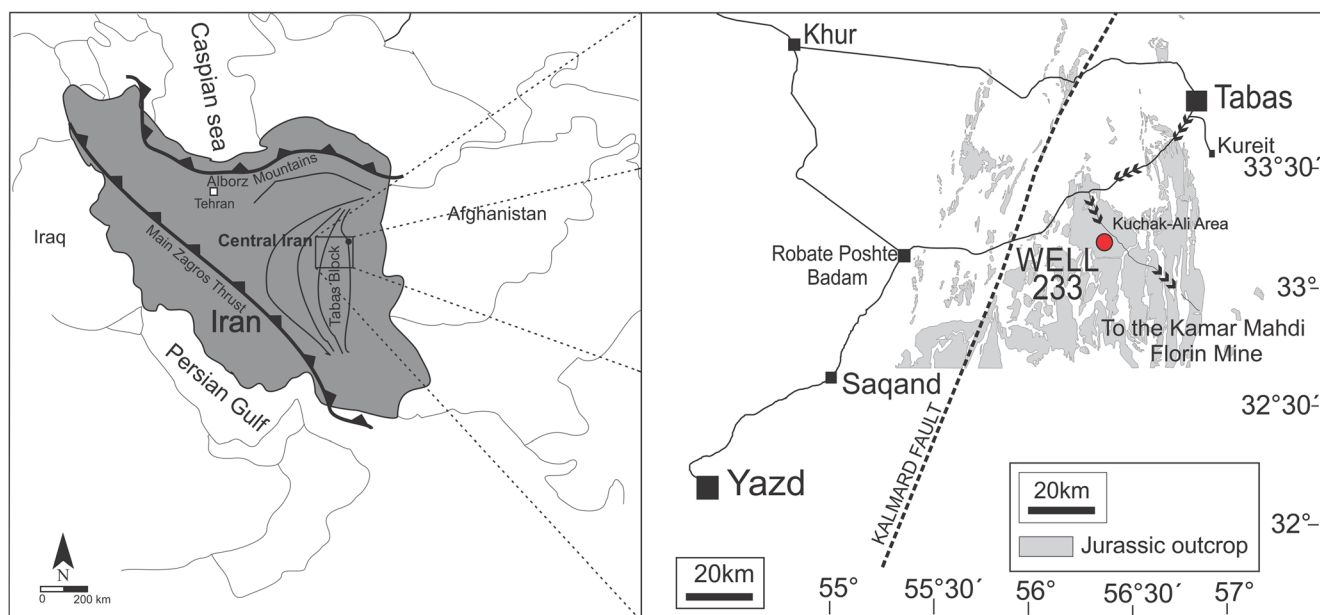 Caspian sea
Alborz Mountains
Tehran
Iraq
Afghanistan
Central Iran
Tabas Block
Main Zagros Thrust
Iran
Persian Gulf
N
0 200 km
Khur
Tabas
Kureit
33°30′
Kuchak-Ali Area
Robate Poshte
Badam
WELL
233
33°
To the Kamar Mahdi
Florin Mine
Saqand
32°30′
KALMARD FAULT
Yazd
20km
Jurassic outcrop
32°
20km
55°
55°30′
56°
56°30′
57°